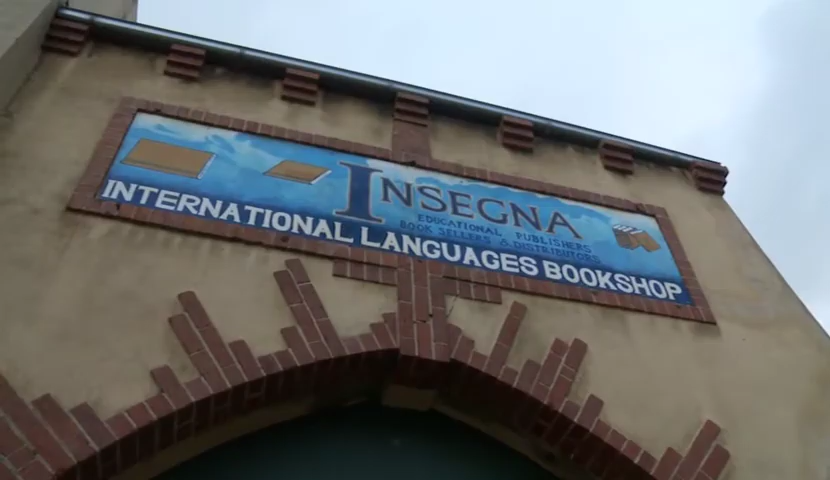 INSEGNA
EDUCATIONAL PUBLISHERS
BOOK SELLERS & DISTRIBUTORS
INTERNATIONAL LANGUAGES BOOKSHOP